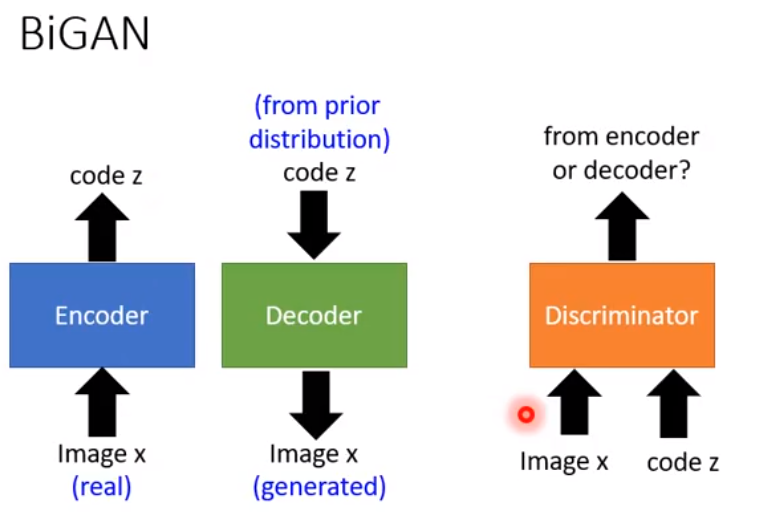 BiGAN
code z
Encoder
Image x
(real)
(from prior
distribution)
code z
Decoder
Image x
(generated)
from encoder
or decoder?
Discriminator
Image x
code z